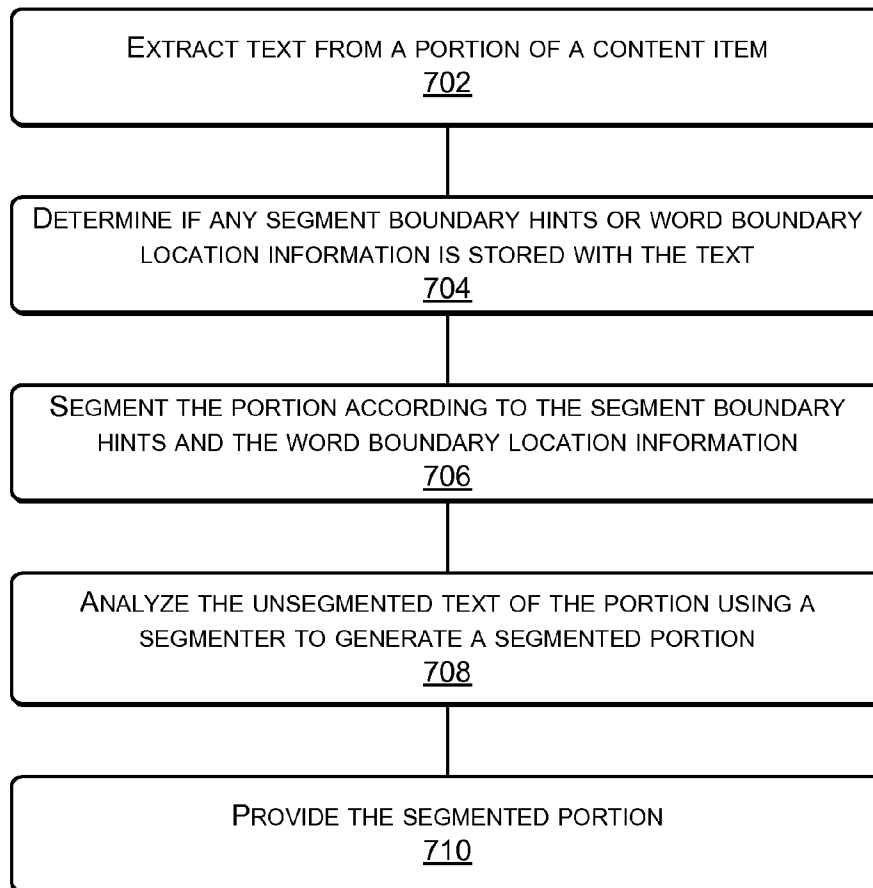 EXTRACT TEXT FROM A PORTION OF A CONTENT ITEM
702
DETERMINE IF ANY SEGMENT BOUNDARY HINTS OR WORD BOUNDARY
LOCATION INFORMATION IS STORED WITH THE TEXT
704
SEGMENT THE PORTION ACCORDING TO THE SEGMENT BOUNDARY
HINTS AND THE WORD BOUNDARY LOCATION INFORMATION
706
ANALYZE THE UNSEGMENTED TEXT OF THE PORTION USING A
SEGMENTER TO GENERATE A SEGMENTED PORTION
708
PROVIDE THE SEGMENTED PORTION
710